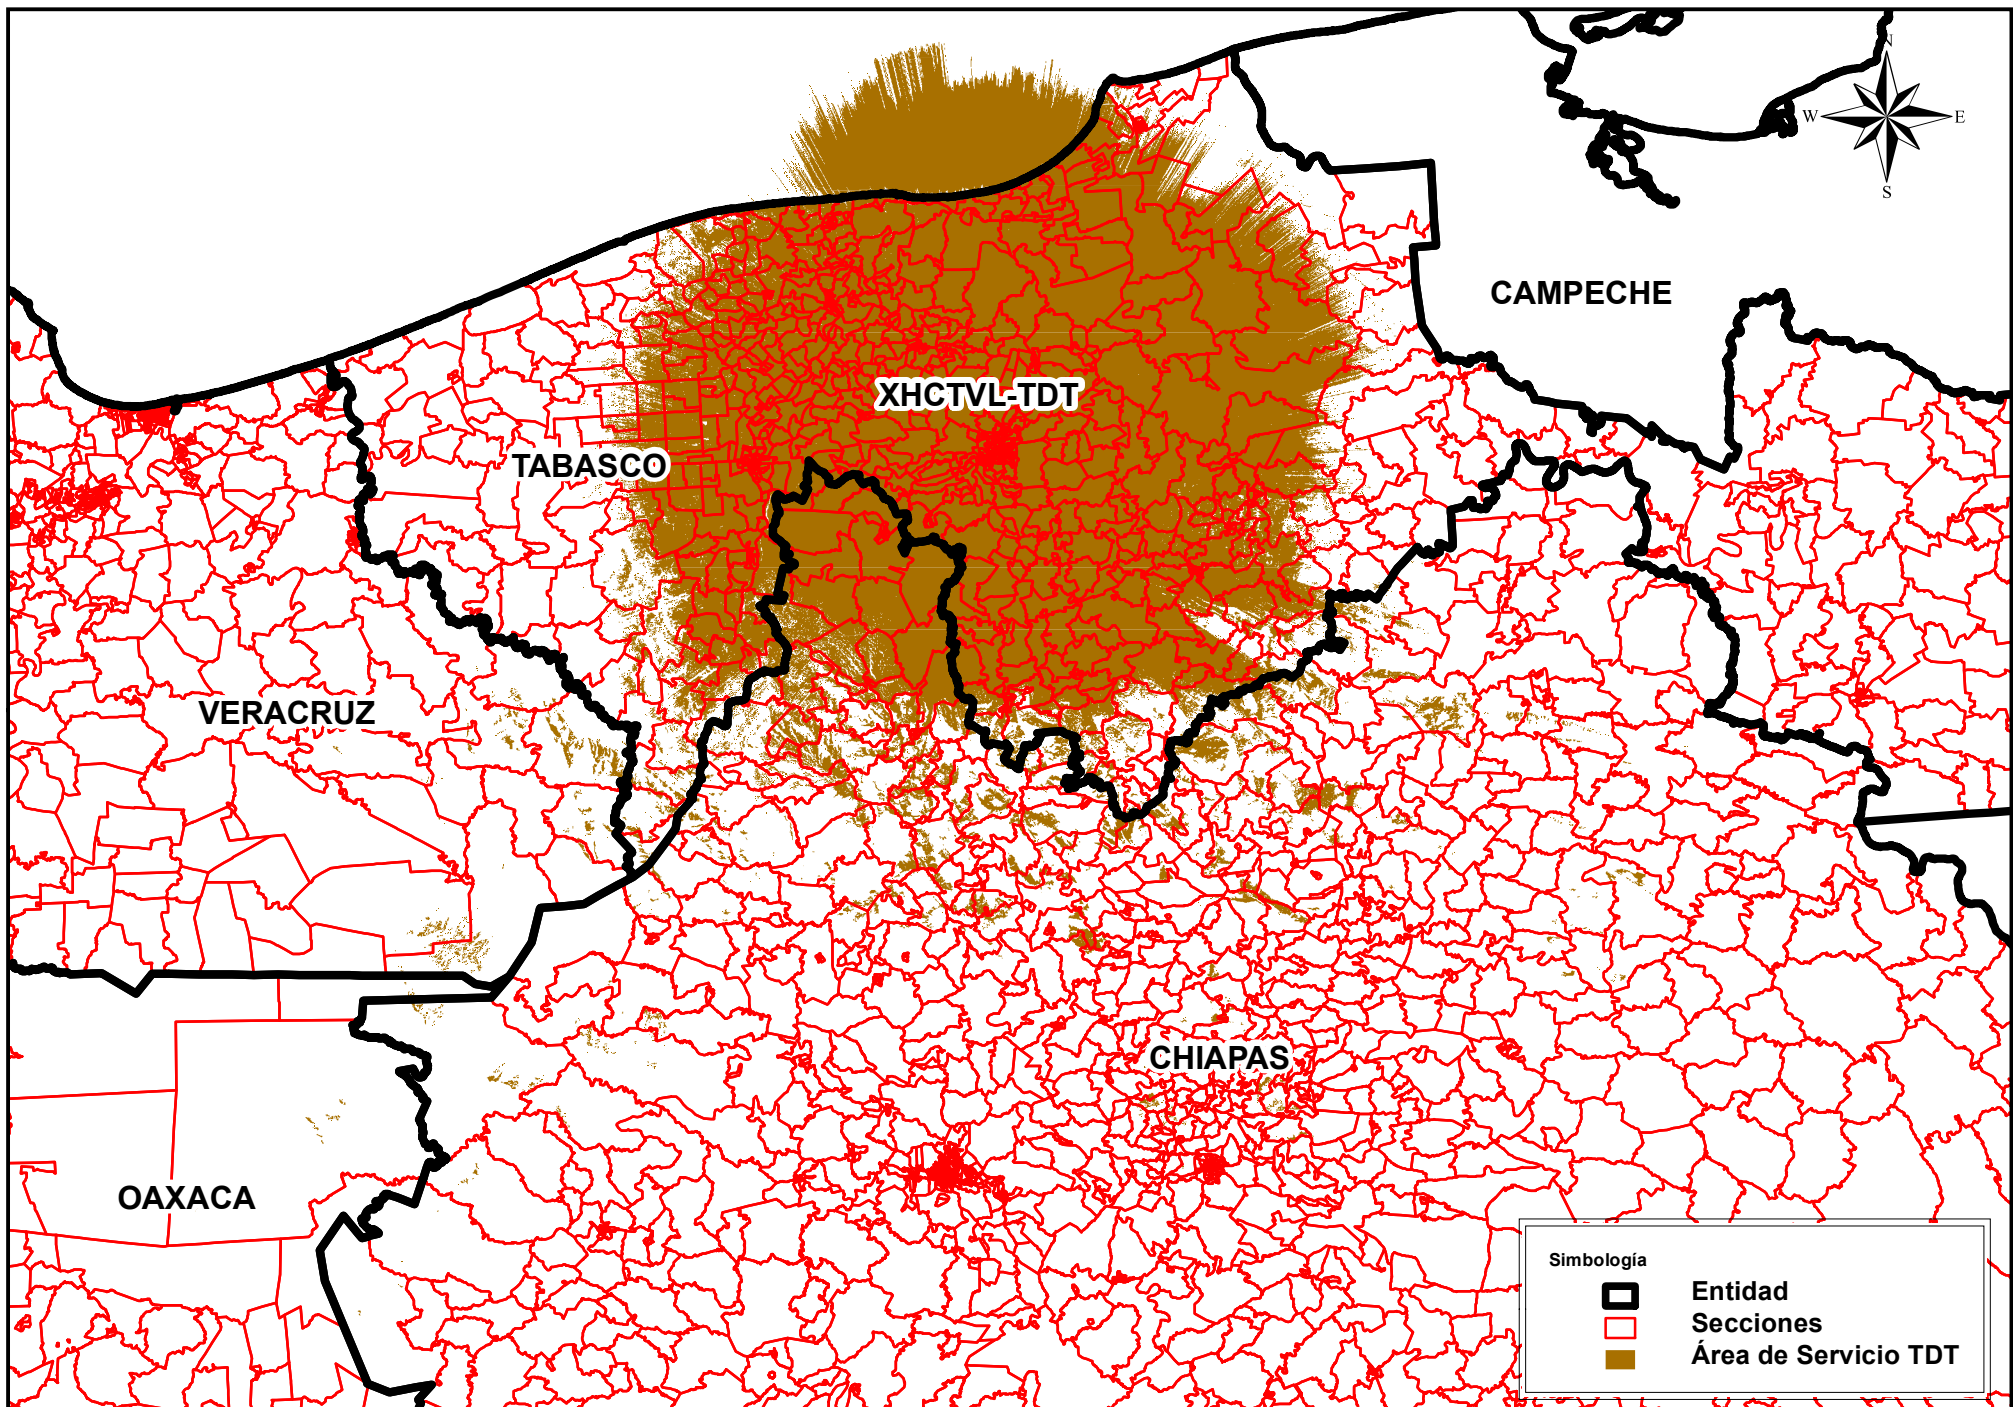 N
W E
S
CAMPECHE
XHCTVL-TDT
TABASCO
VERACRUZ
CHIAPAS
OAXACA
Simbología
Entidad
Secciones
Área de Servicio TDT